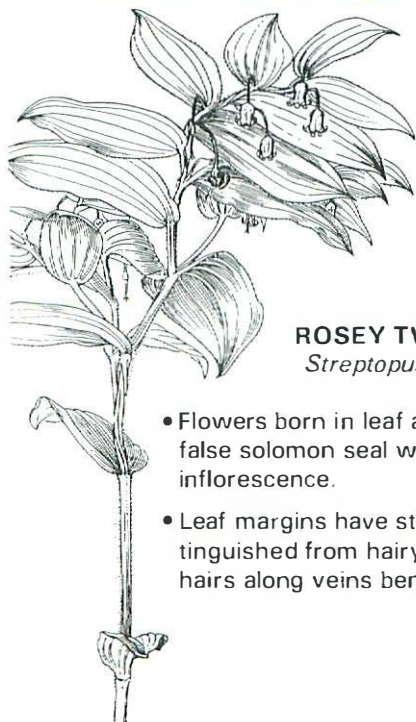 ROSEY TW
Streptopus
• Flowers born in leaf a
false solomon seal w
inflorescence.
• Leaf margins have st
tinguished from hairy
hairs along veins ben